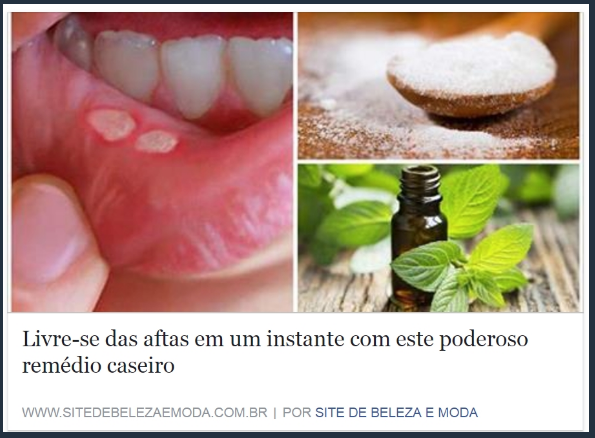 Livre-se das aftas em um instante com este poderoso
remédio caseiro
WWW.SITEDEBELEZAEMODA.COM.BR | POR SITE DE BELEZA E MODA